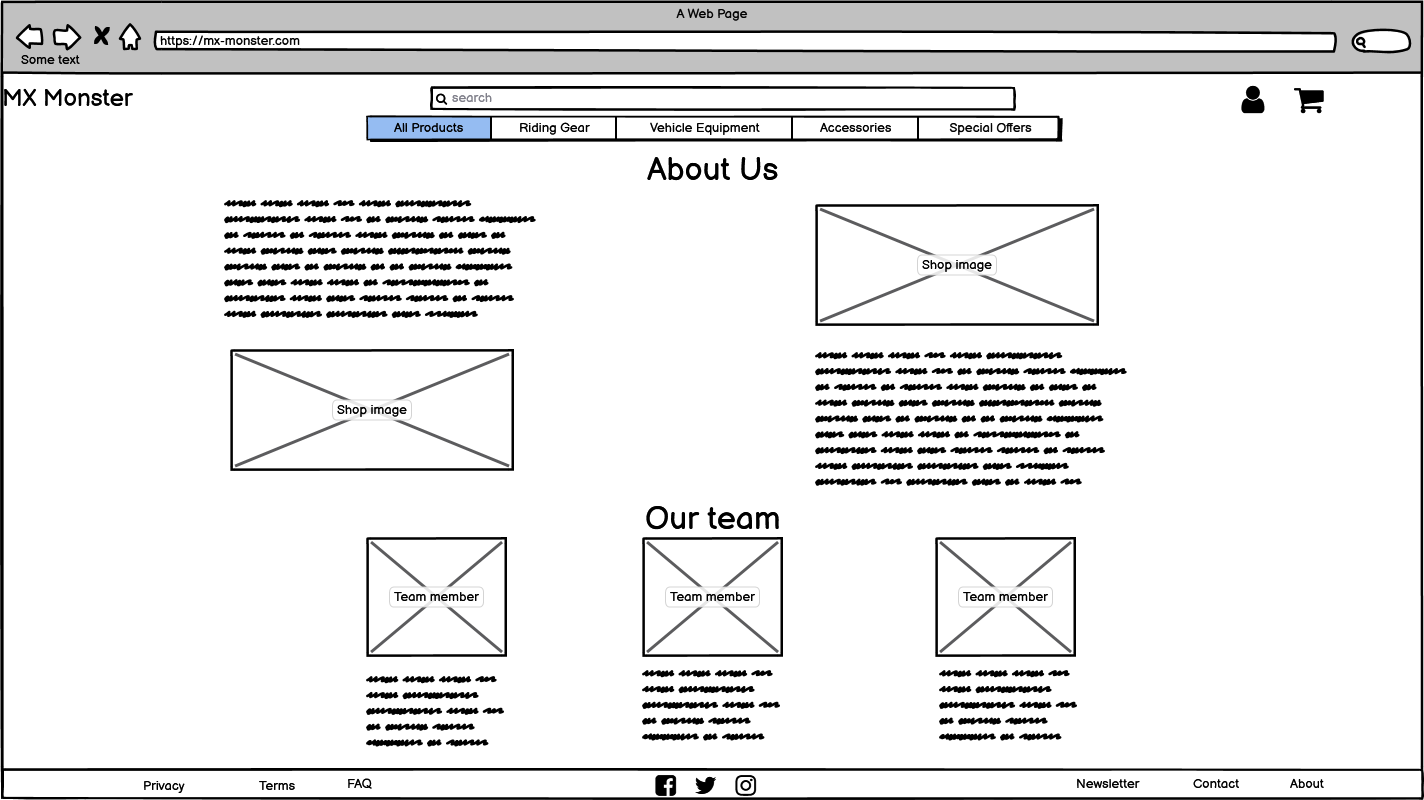 A Web Page
https://mx-monster.com
Some text
MX Monster
search
All Products Riding Gear Vehicle Equipment Accessories Special Offers
About Us
Shop image
Shop image
Our team
Team member Team member Team member
Privacy Terms FAQ Newsletter Contact About